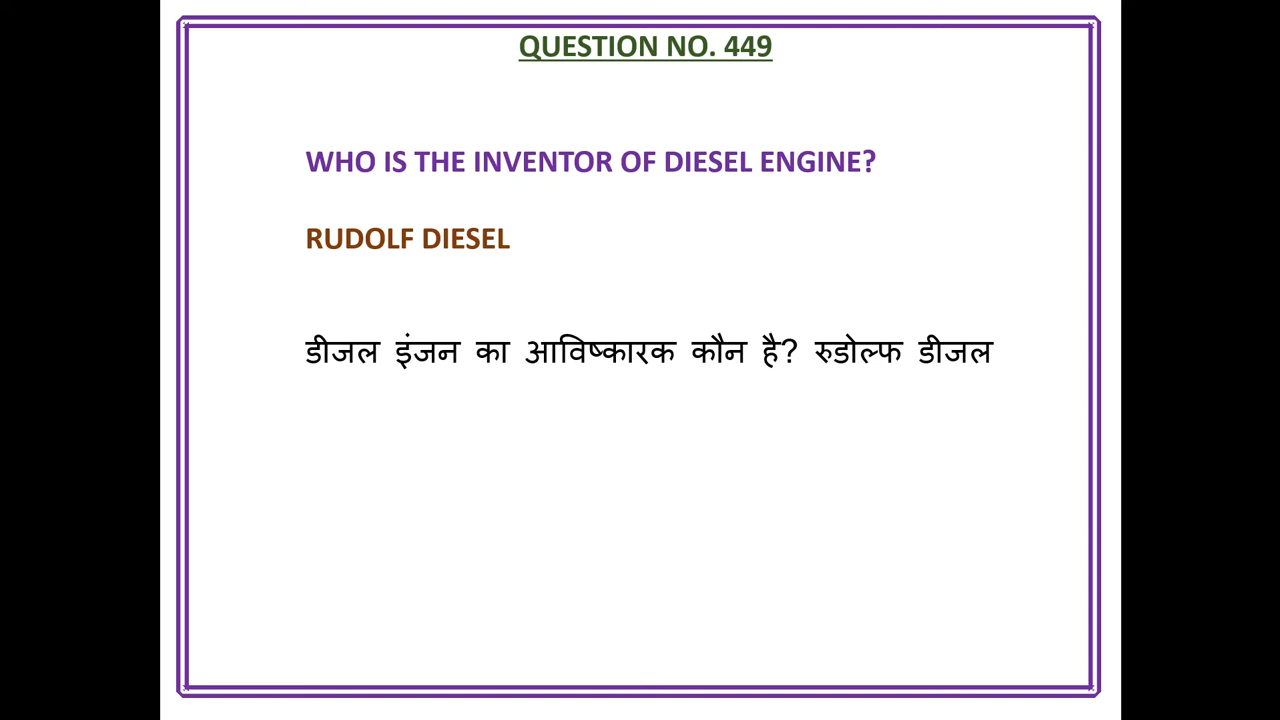 QUESTION NO. 449
WHO IS THE INVENTOR OF DIESEL ENGINE?
RUDOLF DIESEL
डीजल इंजन का आविष्कारक कौन है? रुडोल्फ डीजल